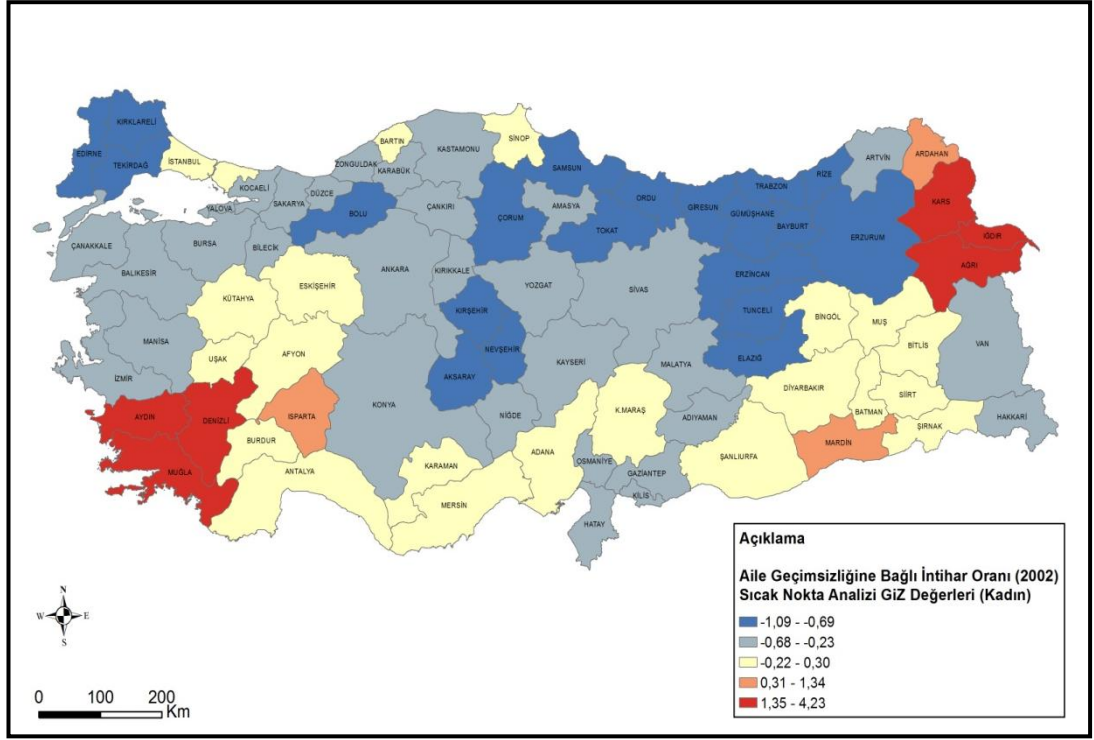 KIRKLARELİ
EDİRNE
TEKİRDAĞ
İSTANBUL
KOCAELİ
YALOVA
SAKARYA
DÜZCE
ZONGULDAK
BARTIN
KARABÜK
KASTAMONU
SİNOP
SAMSUN
ORDU
GİRESUN
TRABZON
RİZE
ARTVİN
ARDAHAN
KARS
IĞDIR
AĞRI
ÇANAKKALE
BURSA
BİLECİK
BOLU
ÇANKIRI
ÇORUM
AMASYA
TOKAT
GÜMÜŞHANE
BAYBURT
ERZURUM
BALIKESİR
KÜTAHYA
ESKİŞEHİR
ANKARA
KIRIKKALE
YOZGAT
SİVAS
ERZİNCAN
TUNCELİ
BİNGÖL
MUŞ
BİTLİS
VAN
MANİSA
UŞAK
AFYON
KIRŞEHİR
NEVŞEHİR
KAYSERİ
MALATYA
ELAZIĞ
İZMİR
AYDIN
DENİZLİ
ISPARTA
KONYA
AKSARAY
NİĞDE
K.MARAŞ
ADIYAMAN
DİYARBAKIR
BATMAN
SİİRT
ŞIRNAK
HAKKARİ
MUĞLA
BURDUR
ANTALYA
KARAMAN
MERSİN
ADANA
OSMANİYE
GAZİANTEP
KİLİS
HATAY
ŞANLIURFA
MARDİN
Açıklama
Aile Geçimsizliğine Bağlı İntihar Oranı (2002)
Sıcak Nokta Analizi GiZ Değerleri (Kadın)
-1,09 - -0,69
-0,68 - -0,23
-0,22 - 0,30
0,31 - 1,34
1,35 - 4,23
N
W
E
S
0 100 200
Km